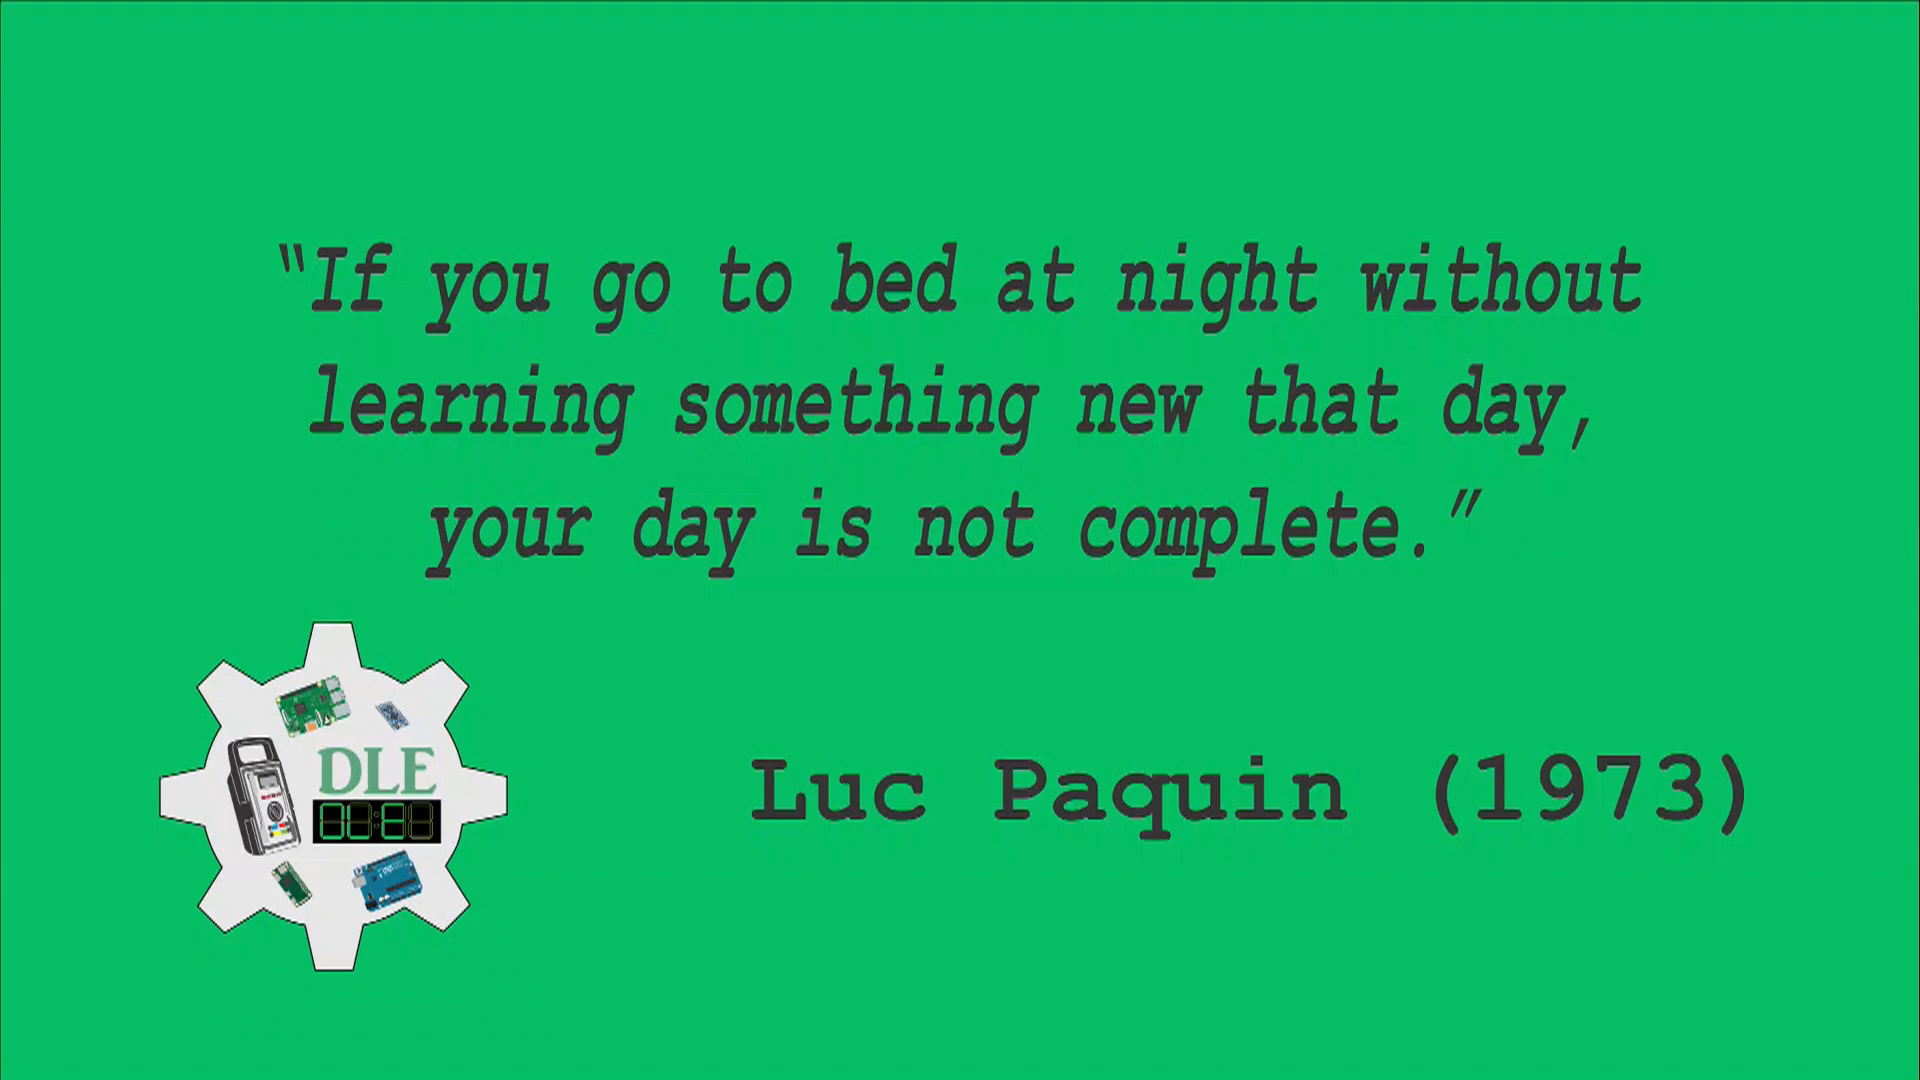 “If you go to bed at night without
learning something new that day,
your day is not complete.”
DLE
Luc Paquin (1973)